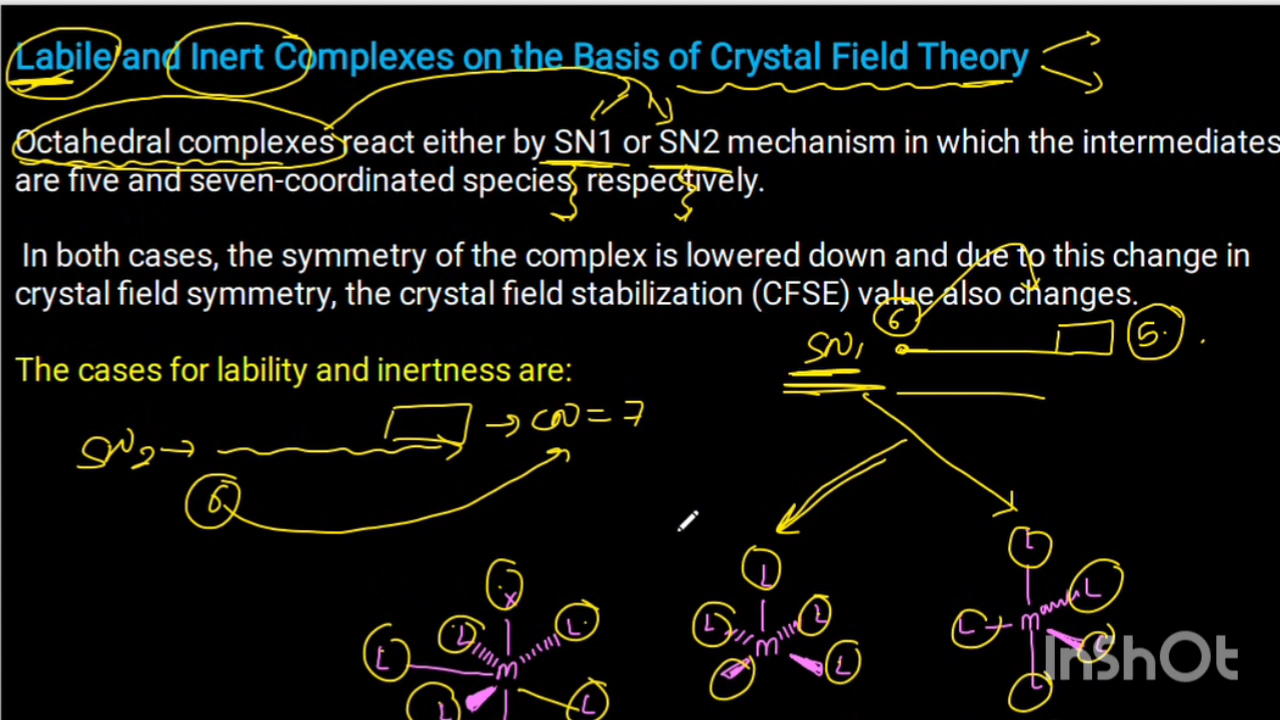 Labile and Inert Complexes on the Basis of Crystal Field Theory
Octahedral complexes react either by SN1 or SN2 mechanism in which the intermediates
are five and seven-coordinated species, respectively.
In both cases, the symmetry of the complex is lowered down and due to this change in
crystal field symmetry, the crystal field stabilization (CFSE) value also changes.
6
SN1
5
The cases for lability and inertness are:
SN2 → → CN = 7
6
X
L
L
L
L
L
M
L
L
L
L
L
M
L
L
L
L
L
M
InShOt